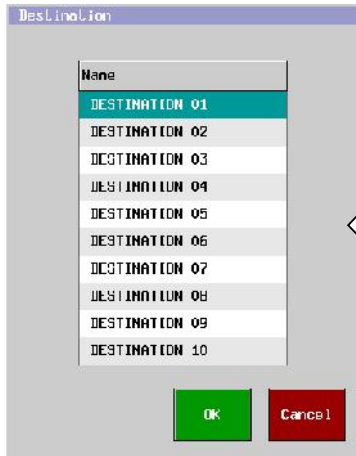 Destination
Name
DESTINATION 01
DESTINATION 02
DESTINATION 03
DESTINATION 04
DESTINATION 05
DESTINATION 06
DESTINATION 07
DESTINATION 08
DESTINATION 09
DESTINATION 10
OK
Cancel